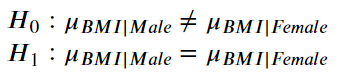 H₀ : μ_{BMI|Male} ≠ μ_{BMI|Female}
H₁ : μ_{BMI|Male} = μ_{BMI|Female}